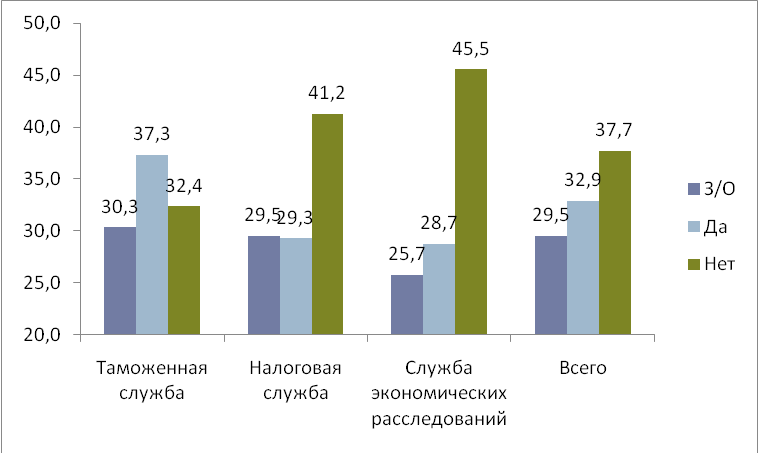 50,0
45,0
40,0
35,0
30,0
25,0
20,0
30,3
37,3
32,4
29,5
29,3
41,2
25,7
28,7
45,5
29,5
32,9
37,7
Таможенная
служба
Налоговая
служба
Служба
экономических
расследований
Всего
З/О
Да
Нет